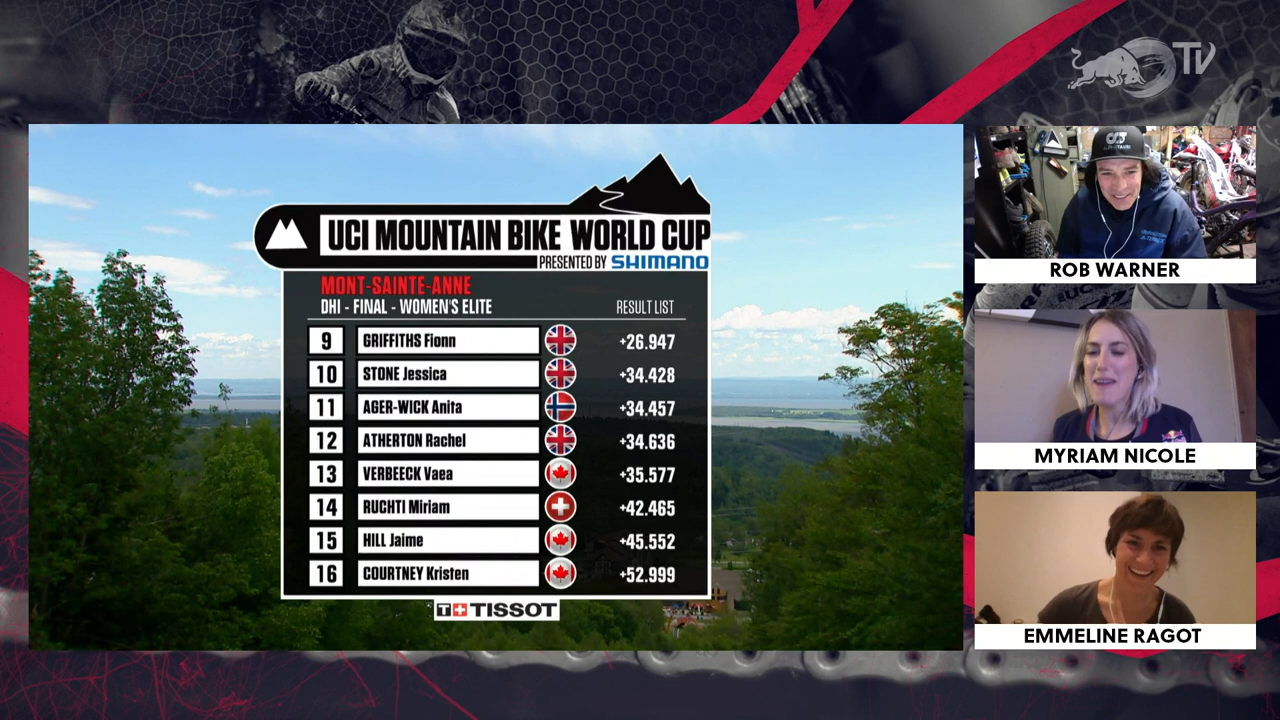 TV
UCI MOUNTAIN BIKE WORLD CUP
PRESENTED BY SHIMANO
MONT-SAINTE-ANNE
DHI - FINAL - WOMEN'S ELITE RESULT LIST
9 GRIFFITHS Fionn +26.947
10 STONE Jessica +34.428
11 AGER-WICK Anita +34.457
12 ATHERTON Rachel +34.636
13 VERBEECK Vaea +35.577
14 RUCHTI Miriam +42.465
15 HILL Jaime +45.552
16 COURTNEY Kristen +52.999
T+ TISSOT
ROB WARNER
MYRIAM NICOLE
EMMELINE RAGOT